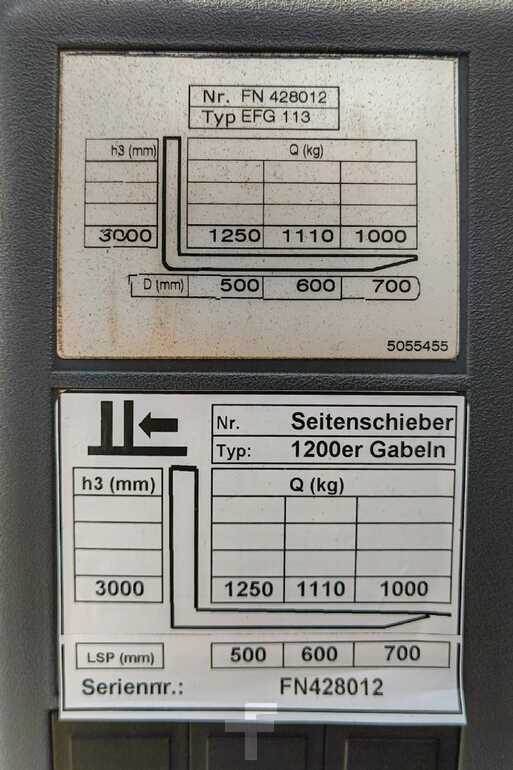 Nr. FN 428012
Typ EFG 113
h3 (mm) Q (kg)
3000 1250 1110 1000
D (mm) 500 600 700
5055455
Nr. Seitenschieber
Typ: 1200er Gabeln
h3 (mm) Q (kg)
3000 1250 1110 1000
LSP (mm) 500 600 700
Seriennr.: FN428012